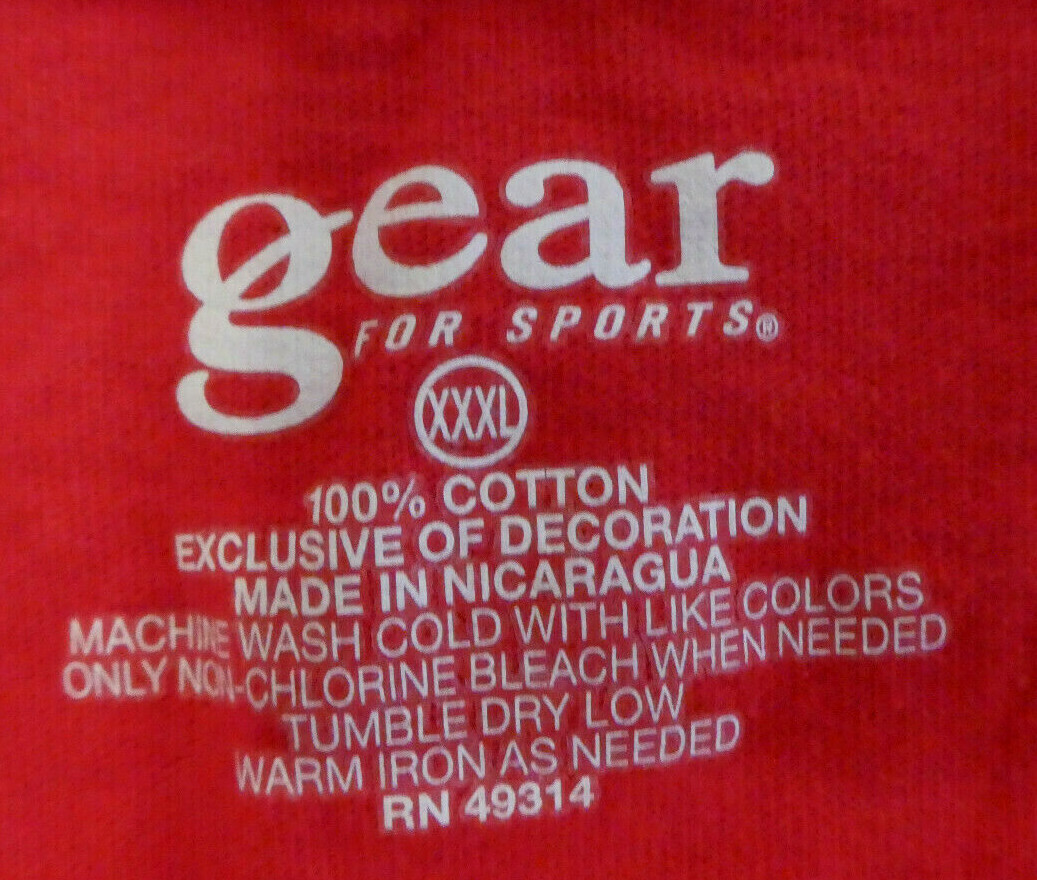 gear
FOR SPORTS®
XXXL
100% COTTON
EXCLUSIVE OF DECORATION
MADE IN NICARAGUA
MACHINE WASH COLD WITH LIKE COLORS
ONLY NON-CHLORINE BLEACH WHEN NEEDED
TUMBLE DRY LOW
WARM IRON AS NEEDED
RN 49314